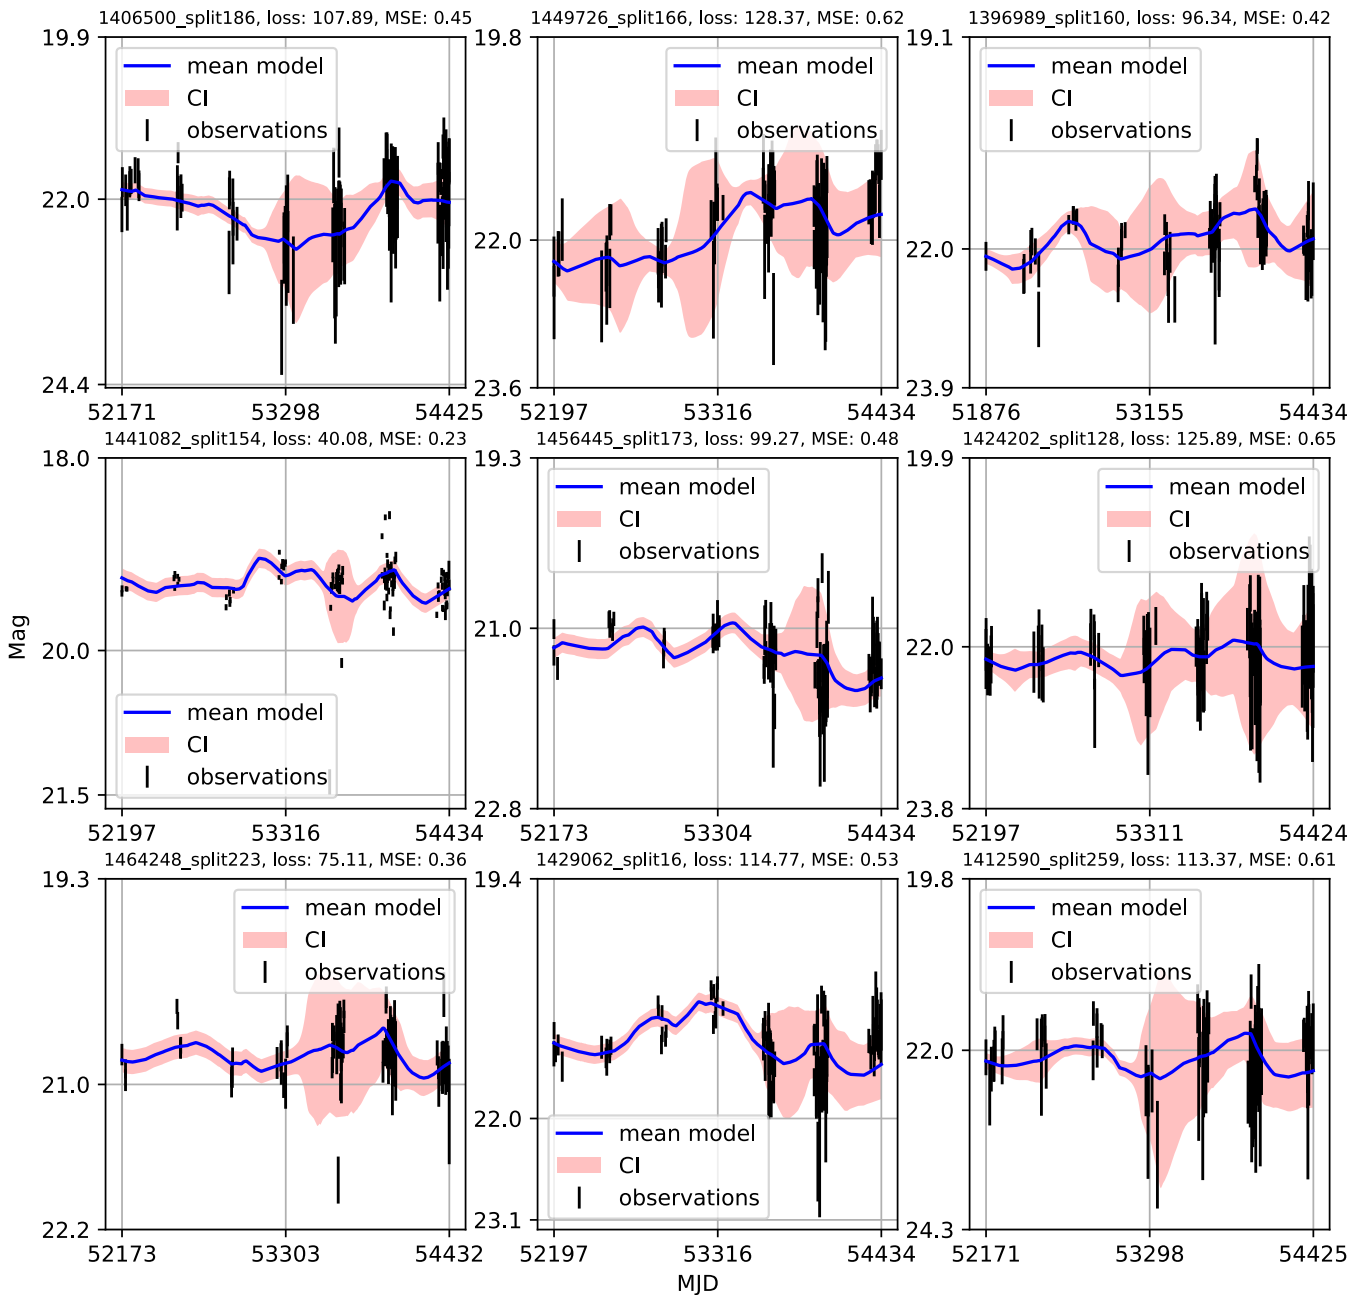 1406500_split186, loss: 107.89, MSE: 0.45
19.9
22.0
24.4
mean model
CI
observations
52171
53298
54425
1449726_split166, loss: 128.37, MSE: 0.62
19.8
22.0
23.6
mean model
CI
observations
52197
53316
54434
1396989_split160, loss: 96.34, MSE: 0.42
19.1
22.0
23.9
mean model
CI
observations
51876
53155
54434
1441082_split154, loss: 40.08, MSE: 0.23
18.0
20.0
21.5
mean model
CI
observations
52197
53316
54434
1456445_split173, loss: 99.27, MSE: 0.48
19.3
21.0
22.8
mean model
CI
observations
52173
53304
54434
1424202_split128, loss: 125.89, MSE: 0.65
19.9
22.0
23.8
mean model
CI
observations
52197
53311
54424
Mag
1464248_split223, loss: 75.11, MSE: 0.36
19.3
21.0
22.2
mean model
CI
observations
52173
53303
54432
1429062_split16, loss: 114.77, MSE: 0.53
19.4
22.0
23.1
mean model
CI
observations
52197
53316
54434
1412590_split259, loss: 113.37, MSE: 0.61
19.8
22.0
24.3
mean model
CI
observations
52171
53298
54425
MJD